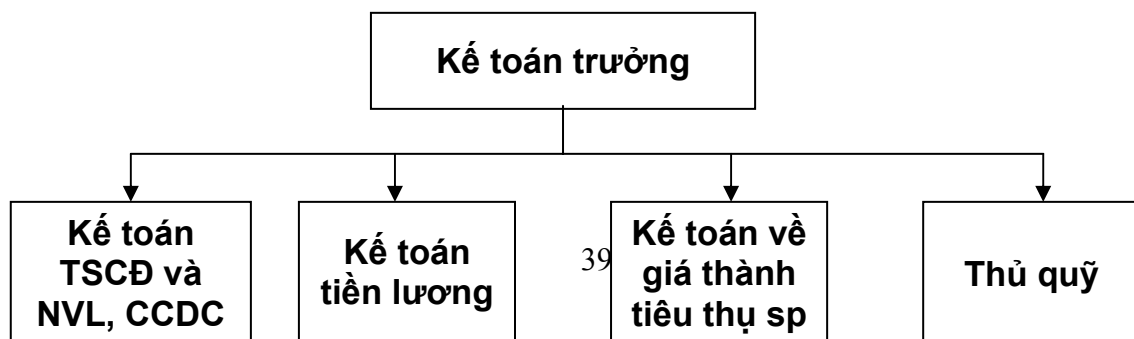 Kế toán trưởng
Kế toán
TSCĐ và
NVL, CCDC
Kế toán
tiền lương
39
Kế toán về
giá thành
tiêu thụ sp
Thủ quỹ